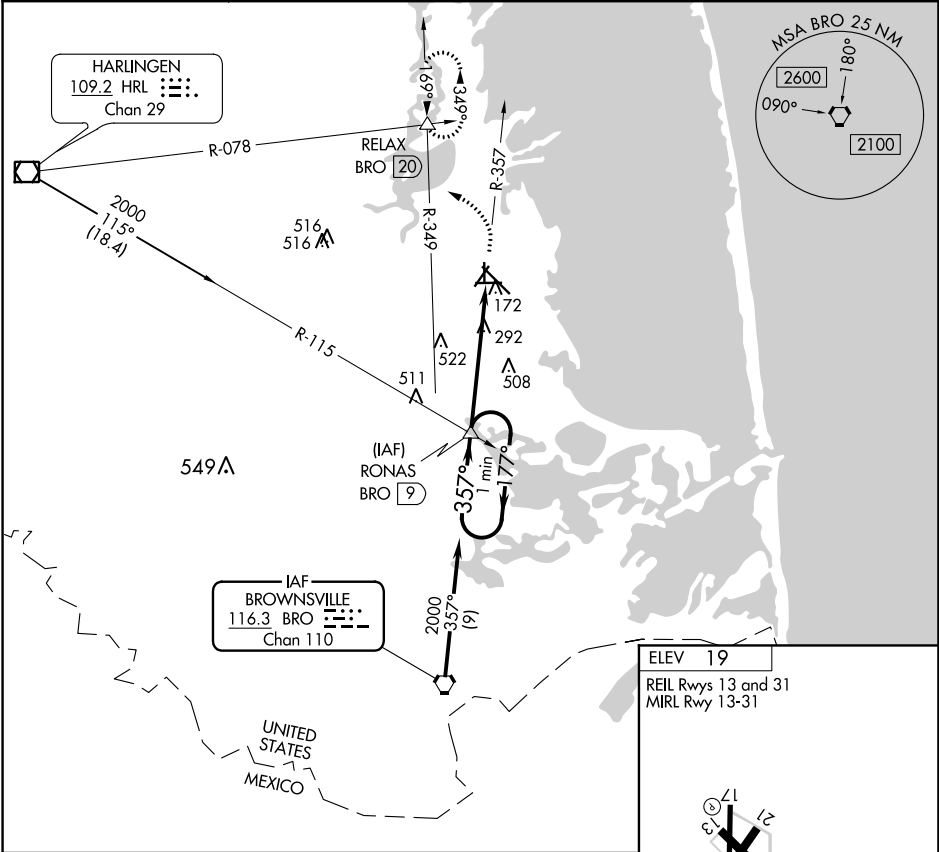 HARLINGEN
109.2 HRL
Chan 29
R-078
RELAX
BRO 20
169°
349°
R-357
MSA BRO 25 NM
180°
2600
090°
2100
2000
115°
(18.4)
516
516
R-349
172
292
522
508
R-115
511
(IAF)
RONAS
BRO 9
549
357°
1 min
177°
IAF
BROWNSVILLE
116.3 BRO
Chan 110
2000
357°
(9)
UNITED
STATES
MEXICO
ELEV 19
REIL Rwys 13 and 31
MIRL Rwy 13-31
17
13
21